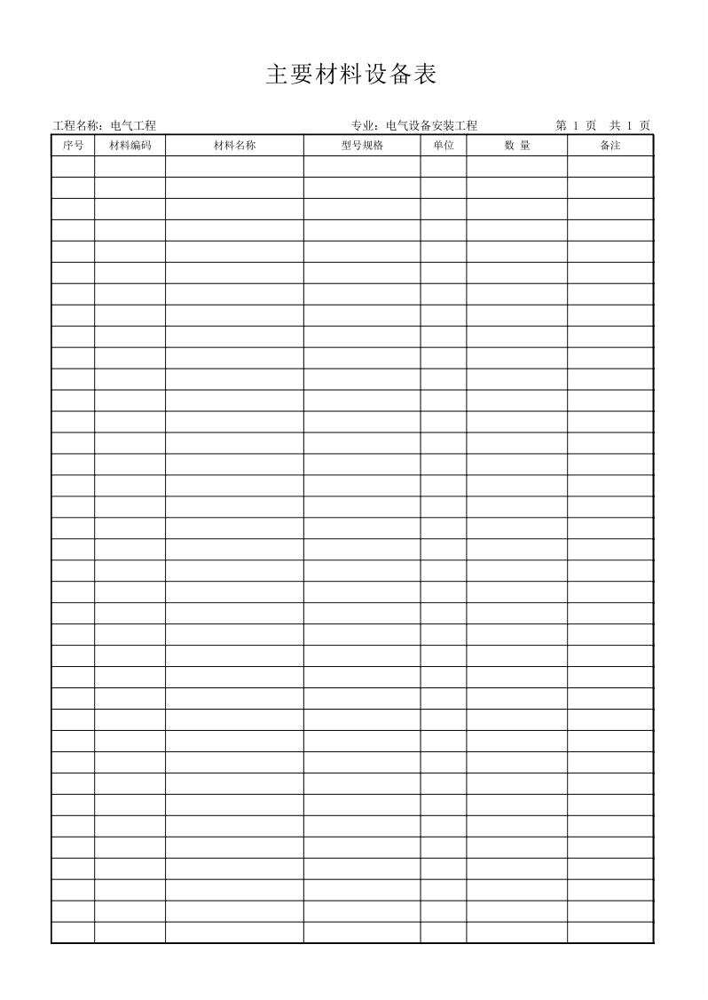 主要材料设备表
工程名称：电气工程 专业：电气设备安装工程 第 1 页 共 1 页
序号 材料编码 材料名称 型号规格 单位 数 量 备注